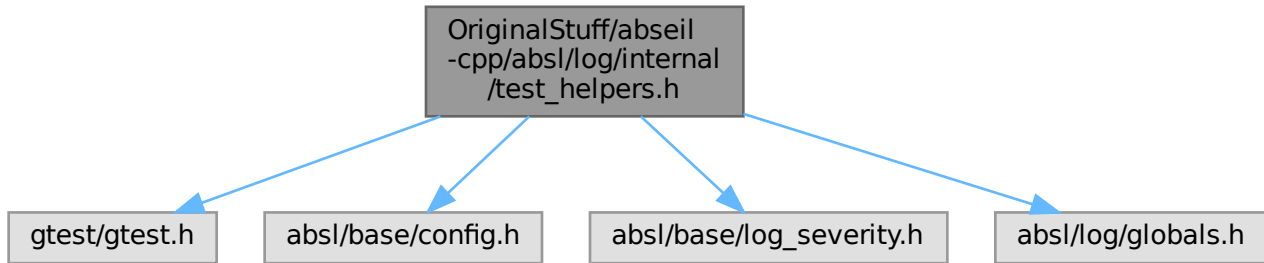 OriginalStuff/abseil
-cpp/absl/log/internal
/test_helpers.h
gtest/gtest.h
absl/base/config.h
absl/base/log_severity.h
absl/log/globals.h